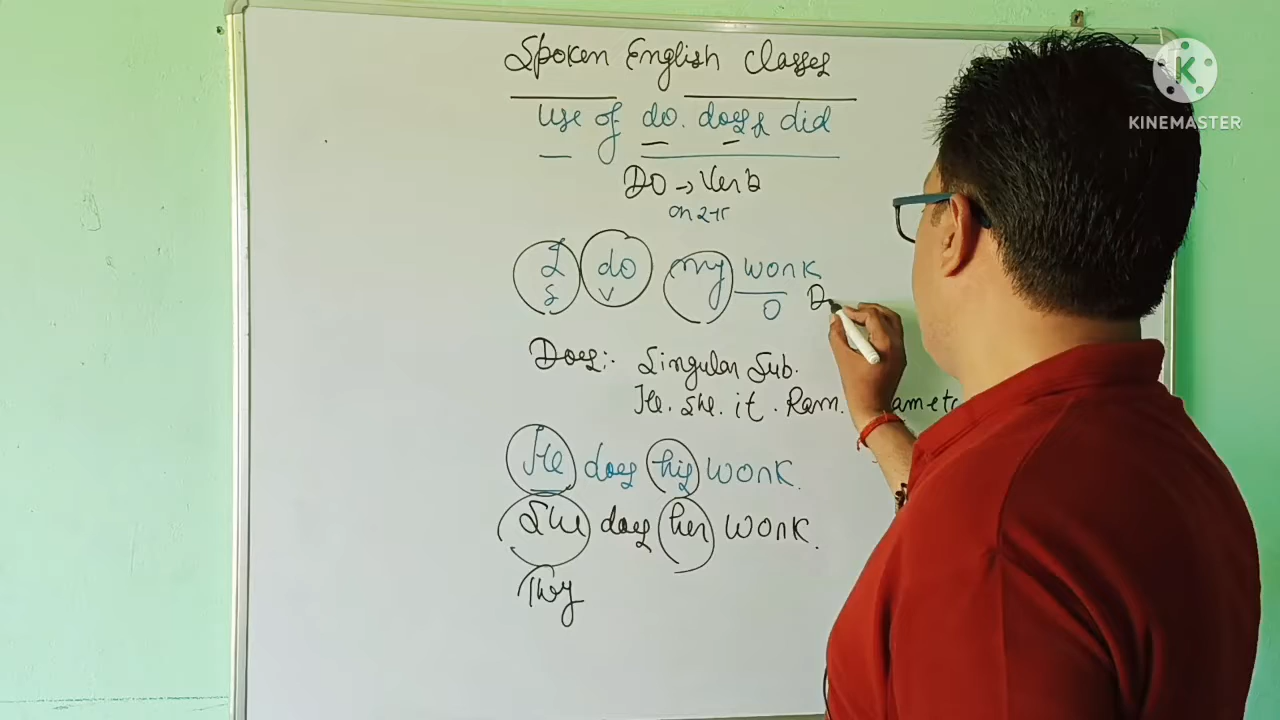 Spoken English Classes
use of do. does & did
DO → Verb
I do my work
S V O D
Does:- Singular Sub.
He. She. it. Ram.
He does his work.
She does her work.
They
K
KINEMASTER